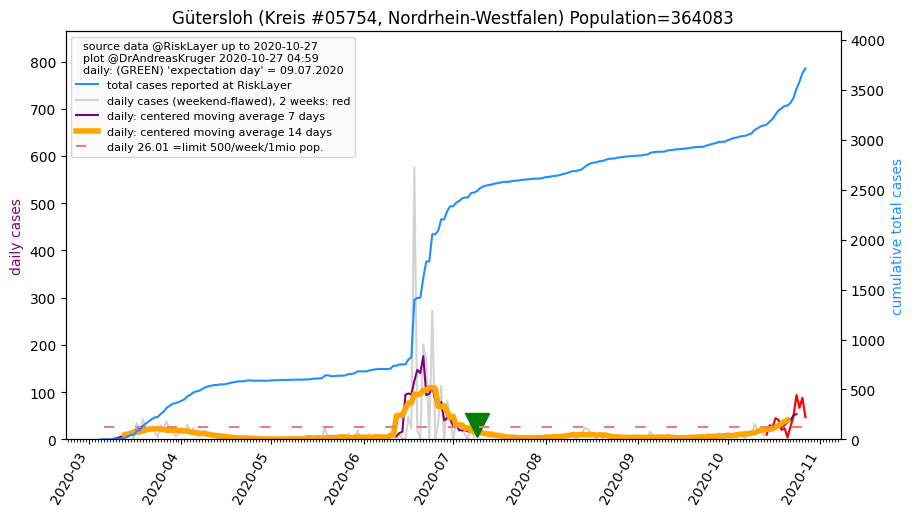 Gütersloh (Kreis #05754, Nordrhein-Westfalen) Population=364083
source data @RiskLayer up to 2020-10-27
plot @DrAndreasKruger 2020-10-27 04:59
daily: (GREEN) 'expectation day' = 09.07.2020
total cases reported at RiskLayer
daily cases (weekend-flawed), 2 weeks: red
daily: centered moving average 7 days
daily: centered moving average 14 days
daily 26.01 =limit 500/week/1mio pop.
daily cases
800
700
600
500
400
300
200
100
0
4000
3500
3000
2500
2000
1500
1000
500
0
cumulative total cases
2020-03
2020-04
2020-05
2020-06
2020-07
2020-08
2020-09
2020-10
2020-11